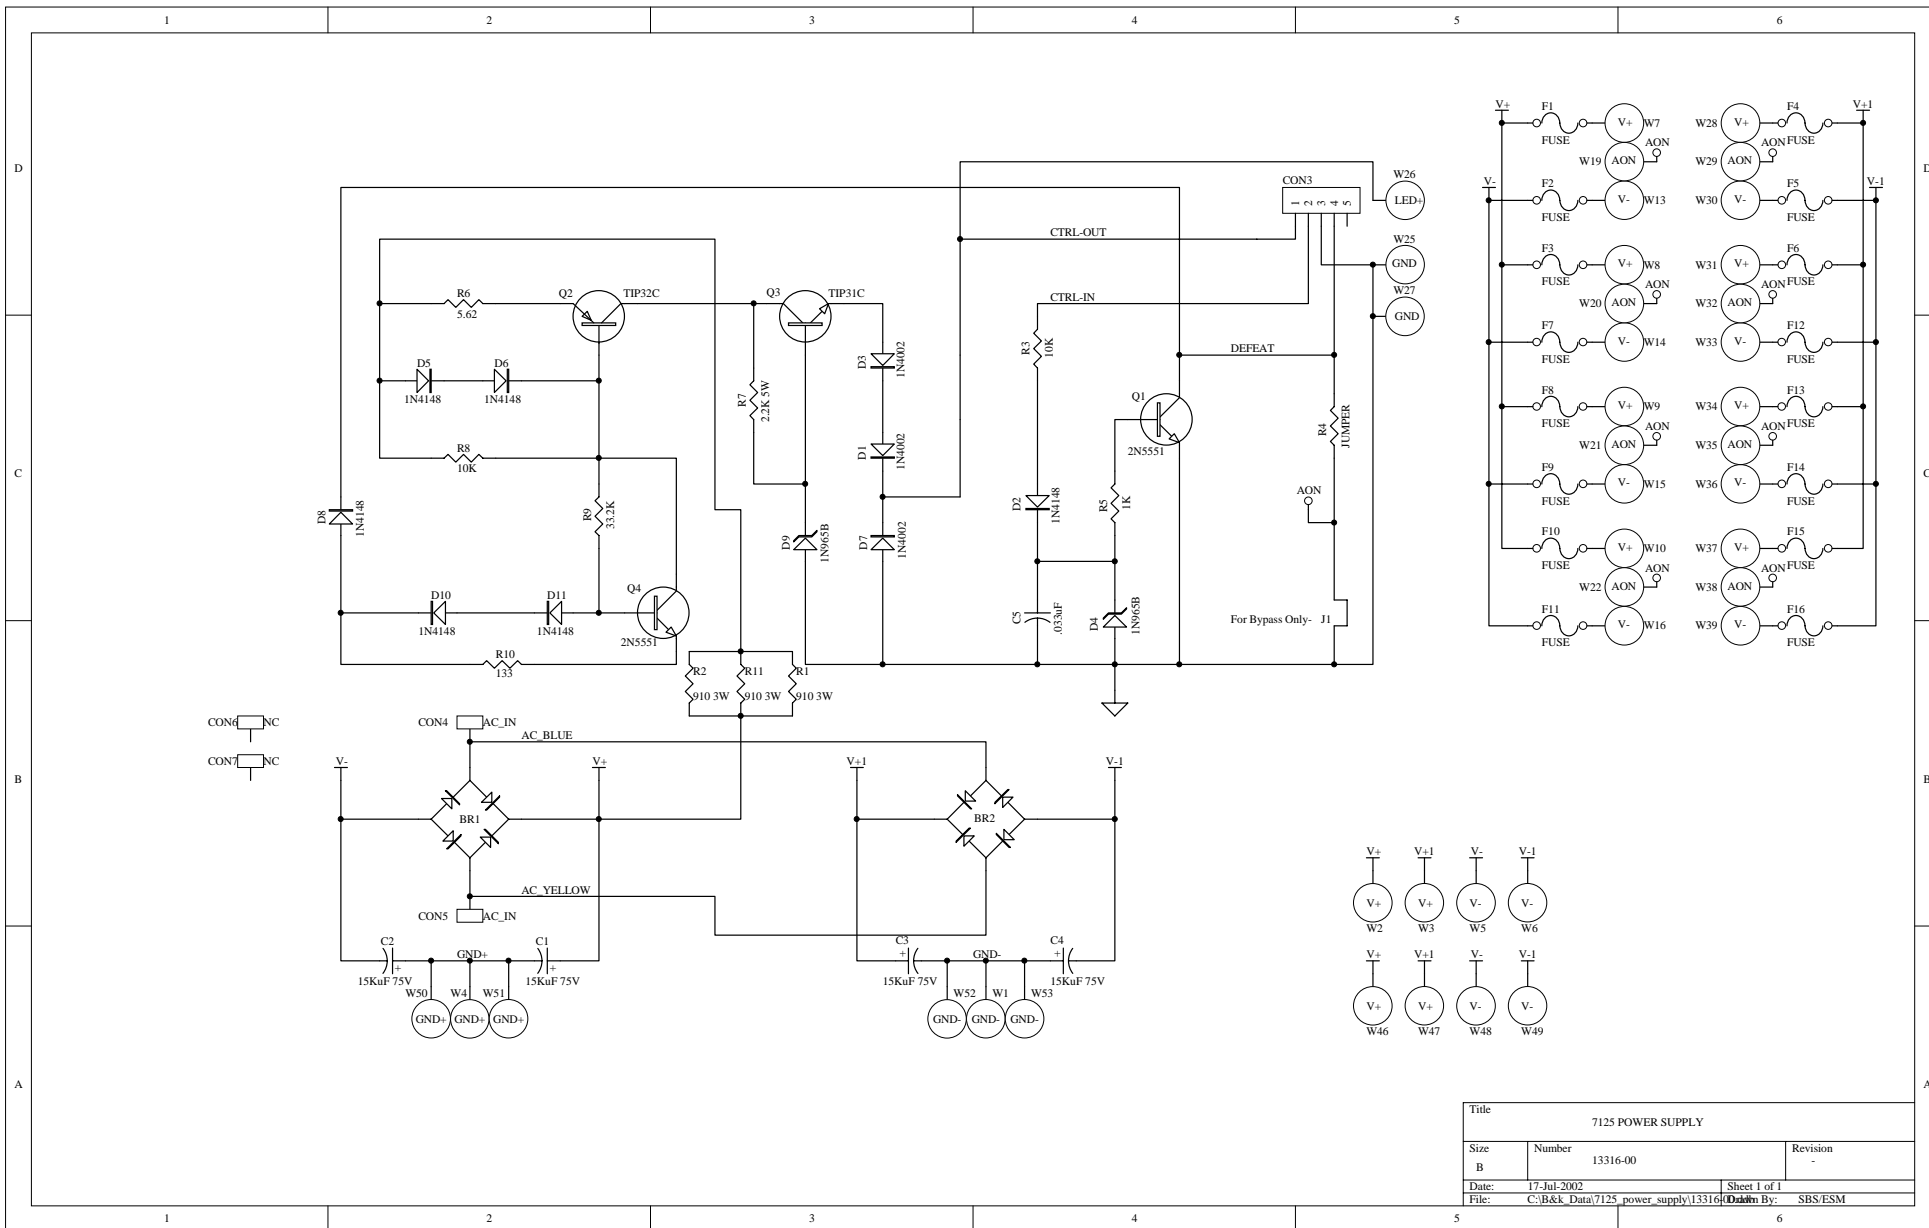 1 2 3 4 5 6
D
C
B
A
D
C
B
A
1 2 3 4 5 6
R6
5.62
Q2
TIP32C
Q3
TIP31C
D5
1N4148
D6
1N4148
R8
10K
R9
33.2K
D8
1N4148
D10
1N4148
D11
1N4148
Q4
2N5551
R10
133
R7
2.2K 5W
D3
1N4002
D1
1N4002
D9
1N965B
D7
1N4002
CTRL-OUT
CTRL-IN
R3
10K
D2
1N4148
C5
.033uF
D4
1N965B
R5
1K
Q1
2N5551
DEFEAT
R4
JUMPER
AON
For Bypass Only- J1
CON3
1 2 3 4 5
W26
LED+
W25
GND
W27
GND
R2
910 3W
R11
910 3W
R1
910 3W
CON6 NC
CON7 NC
CON4 AC_IN
AC_BLUE
V-
V+
BR1
AC_YELLOW
CON5 AC_IN
V+1
V-1
BR2
C2
+
15KuF 75V
GND+
C1
+
15KuF 75V
W50 W4 W51
GND+ GND+ GND+
C3
+
15KuF 75V
GND-
C4
+
15KuF 75V
W52 W1 W53
GND- GND- GND-
V+ F1 FUSE V+ W7
W19 AON AON
V- F2 FUSE V- W13
F3 FUSE V+ W8
W20 AON AON
F7 FUSE V- W14
F8 FUSE V+ W9
W21 AON AON
F9 FUSE V- W15
F10 FUSE V+ W10
W22 AON AON
F11 FUSE V- W16
W28 V+ F4 FUSE V+1
W29 AON AON
W30 V- F5 FUSE V-1
W31 V+ F6 FUSE
W32 AON AON
W33 V- F12 FUSE
W34 V+ F13 FUSE
W35 AON AON
W36 V- F14 FUSE
W37 V+ F15 FUSE
W38 AON AON
W39 V- F16 FUSE
V+ V+1 V- V-1
V+ V+ V- V-
W2 W3 W5 W6
V+ V+1 V- V-1
V+ V+ V- V-
W46 W47 W48 W49
Title
7125 POWER SUPPLY
Size Number Revision
B 13316-00 -
Date: 17-Jul-2002 Sheet 1 of 1
File: C:\B&k_Data\7125_power_supply\13316- By: SBS/ESM